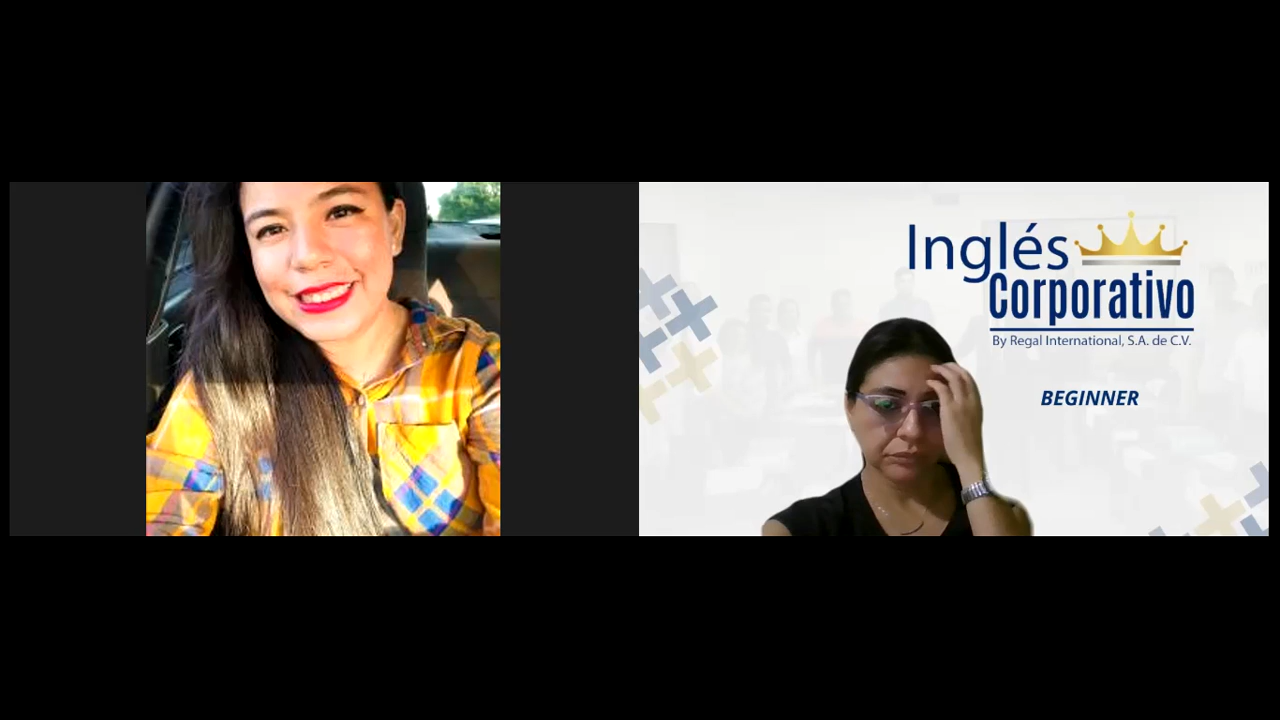 Inglés
Corporativo
By Regal International, S.A. de C.V.
BEGINNER